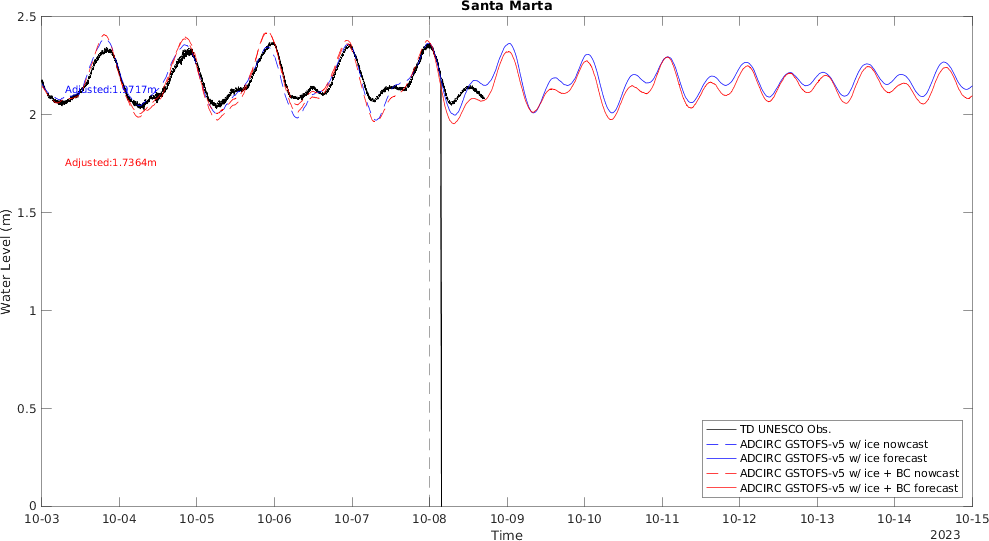 Santa Marta
2.5
2
1.5
1
0.5
0
Water Level (m)
Adjusted:1.9717m
Adjusted:1.7364m
TD UNESCO Obs.
ADCIRC GSTOFS-v5 w/ ice nowcast
ADCIRC GSTOFS-v5 w/ ice forecast
ADCIRC GSTOFS-v5 w/ ice + BC nowcast
ADCIRC GSTOFS-v5 w/ ice + BC forecast
10-03 10-04 10-05 10-06 10-07 10-08 10-09 10-10 10-11 10-12 10-13 10-14 10-15
Time
2023